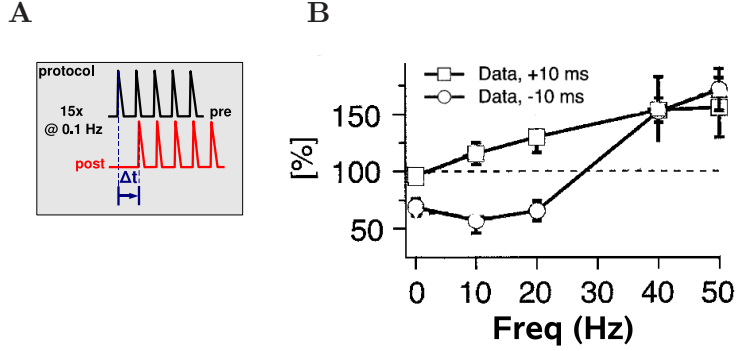 A
B
protocol
15x
@ 0.1 Hz
pre
post
Δt
Data, +10 ms
Data, -10 ms
[%]
150
100
50
0 10 20 30 40 50
Freq (Hz)